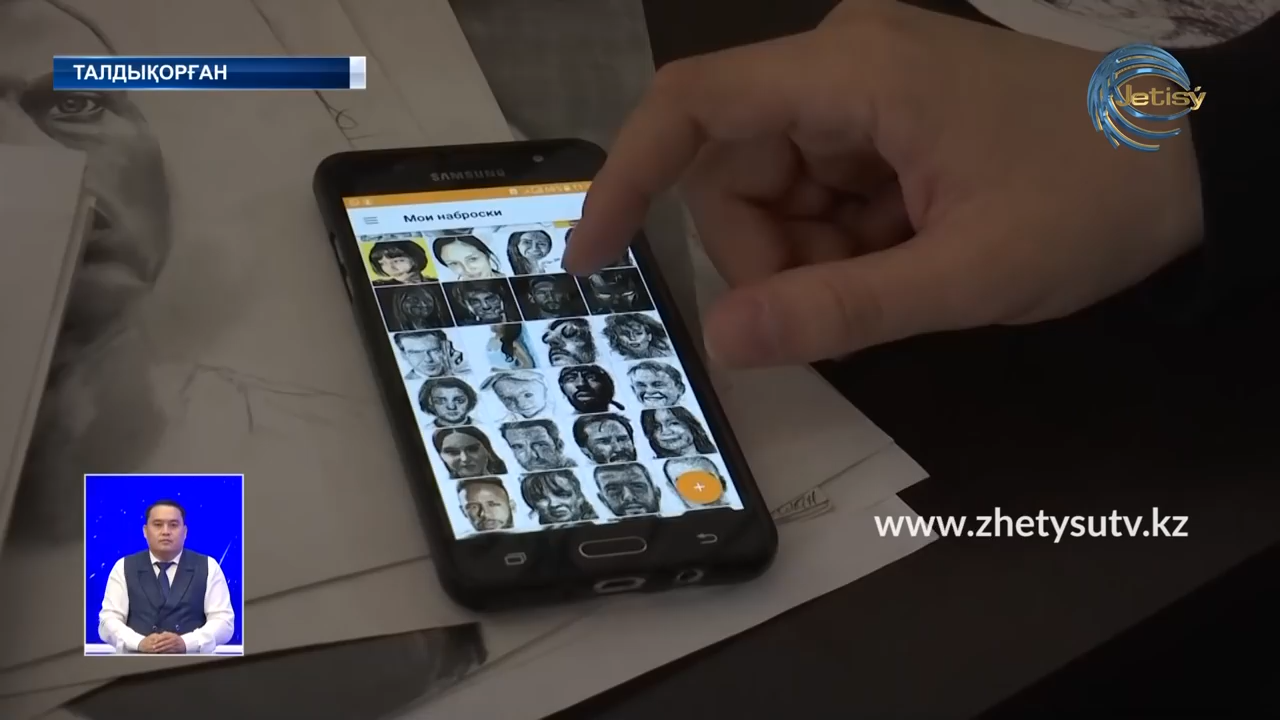 ТАЛДЫҚОРҒАН
Jetisý
SAMSUNG
Мои наброски
+
www.zhetysutv.kz